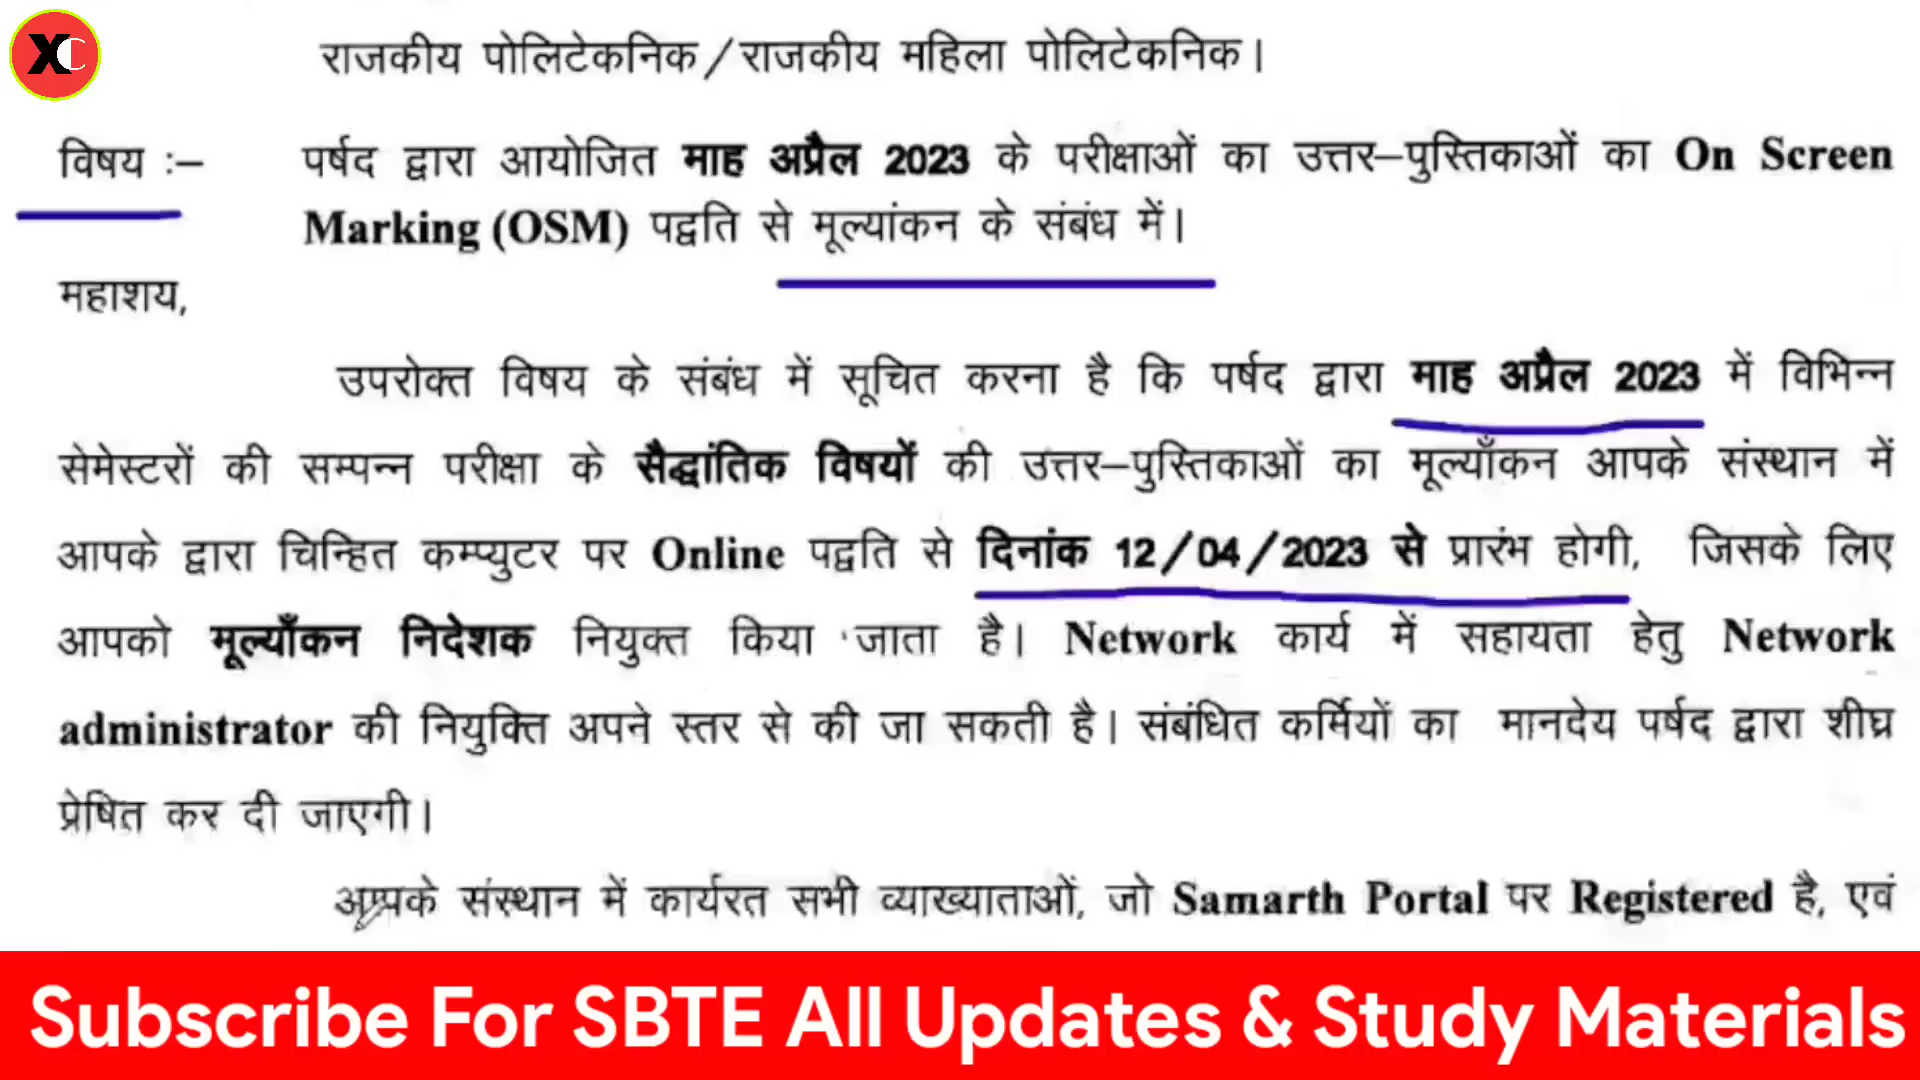 XC
राजकीय पोलिटेकनिक/राजकीय महिला पोलिटेकनिक।
विषय :– पर्षद द्वारा आयोजित माह अप्रैल 2023 के परीक्षाओं का उत्तर–पुस्तिकाओं का On Screen
Marking (OSM) पद्वति से मूल्यांकन के संबंध में।
महाशय,
उपरोक्त विषय के संबंध में सूचित करना है कि पर्षद द्वारा माह अप्रैल 2023 में विभिन्न
सेमेस्टरों की सम्पन्न परीक्षा के सैद्धांतिक विषयों की उत्तर–पुस्तिकाओं का मूल्याँकन आपके संस्थान में
आपके द्वारा चिन्हित कम्प्युटर पर Online पद्वति से दिनांक 12/04/2023 से प्रारंभ होगी, जिसके लिए
आपको मूल्याँकन निदेशक नियुक्त किया जाता है। Network कार्य में सहायता हेतु Network
administrator की नियुक्ति अपने स्तर से की जा सकती है। संबंधित कर्मियों का मानदेय पर्षद द्वारा शीघ्र
प्रेषित कर दी जाएगी।
आपके संस्थान में कार्यरत सभी व्याख्याताओं, जो Samarth Portal पर Registered है, एवं
Subscribe For SBTE All Updates & Study Materials